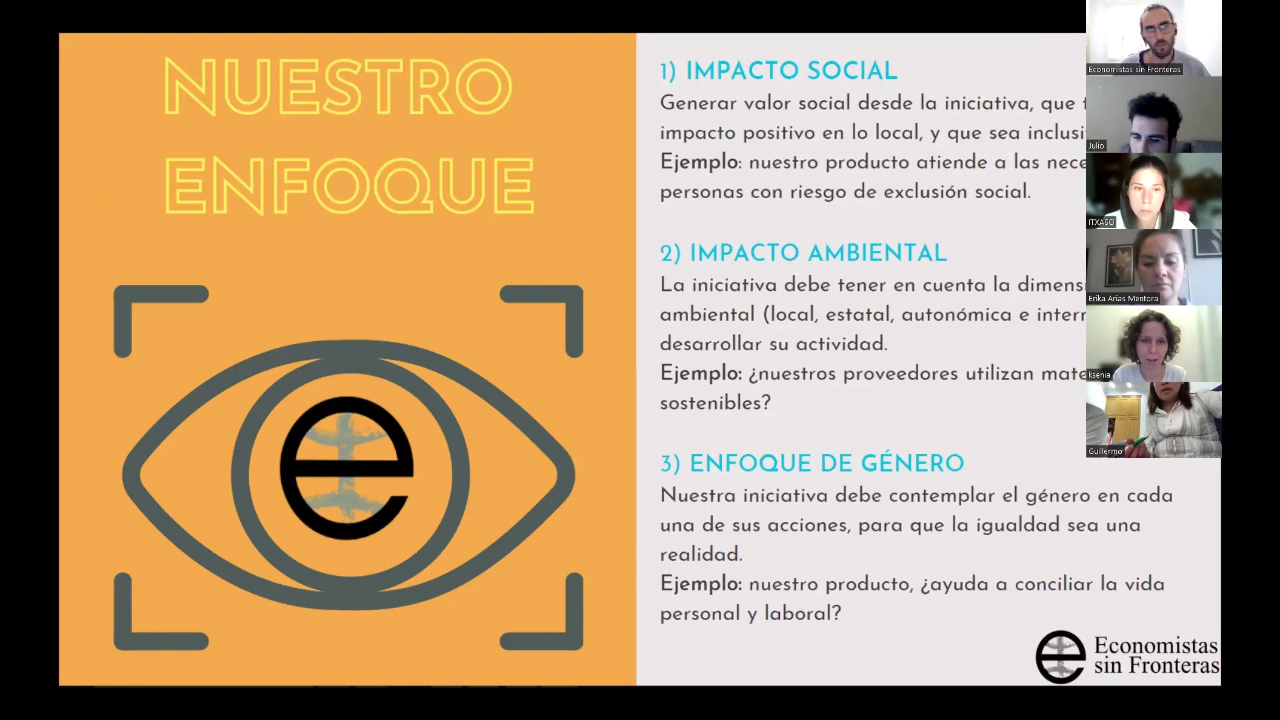 NUESTRO
ENFOQUE
1) IMPACTO SOCIAL
Generar valor social desde la iniciativa, que
impacto positivo en lo local, y que sea
Ejemplo: nuestro producto atiende a las
personas con riesgo de exclusión social.
2) IMPACTO AMBIENTAL
La iniciativa debe tener en cuenta la
ambiental (local, estatal, autonómica e
desarrollar su actividad.
Ejemplo: ¿nuestros proveedores utilizan
sostenibles?
3) ENFOQUE DE GÉNERO
Nuestra iniciativa debe contemplar el género en cada
una de sus acciones, para que la igualdad sea una
realidad.
Ejemplo: nuestro producto, ¿ayuda a conciliar la vida
personal y laboral?
Economistas
sin Fronteras
Economistas sin Fronteras
Julio
ITXASO
Erika Arias Mentora
ksenia
Guillermo